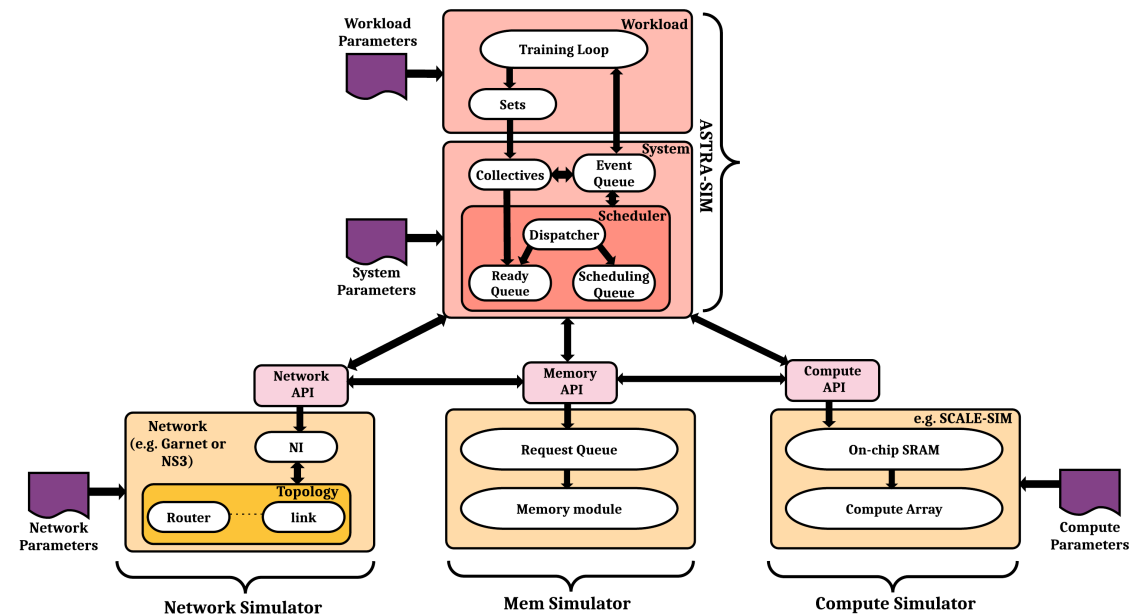 Workload
Parameters
Workload
Training Loop
Sets
ASTRA-SIM
System
Collectives
Event
Queue
Scheduler
Dispatcher
Ready
Queue
Scheduling
Queue
System
Parameters
Network
API
Memory
API
Compute
API
Network
(e.g. Garnet or
NS3)
NI
Topology
Router
link
Network
Parameters
Request Queue
Memory module
e.g. SCALE-SIM
On-chip SRAM
Compute Array
Compute
Parameters
Network Simulator
Mem Simulator
Compute Simulator